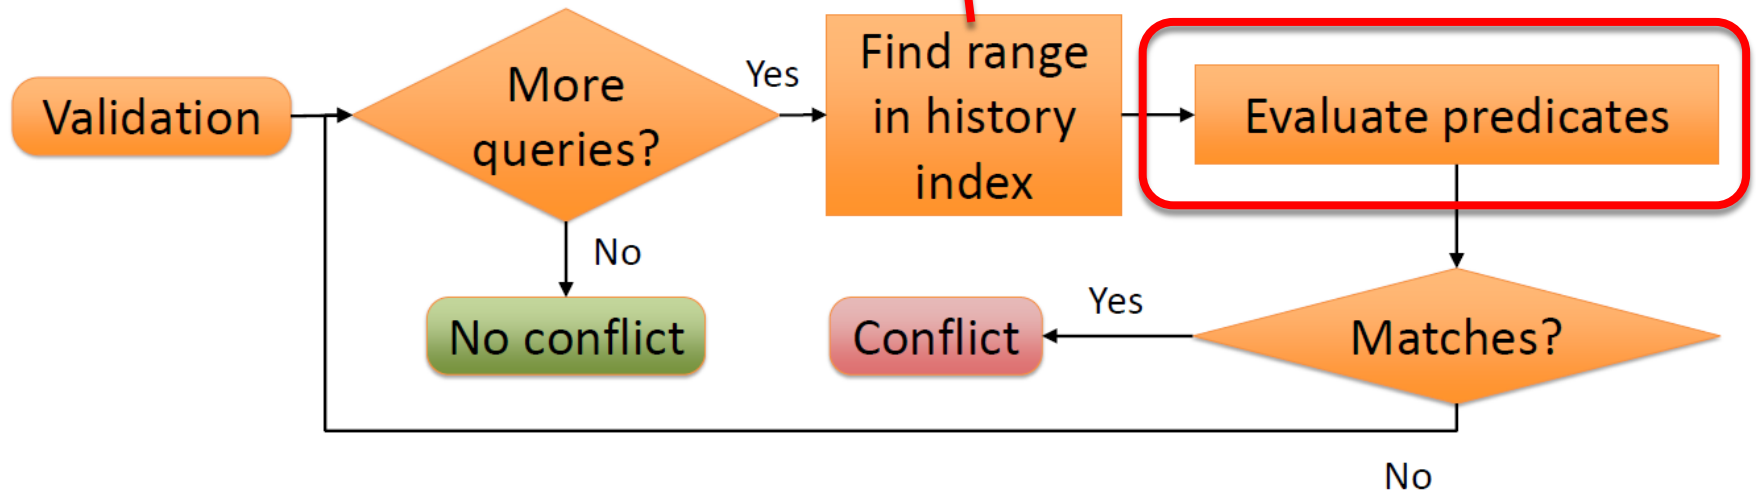 Validation
More
queries?
Yes
Find range
in history
index
Evaluate predicates
No
No conflict
Conflict
Yes
Matches?
No